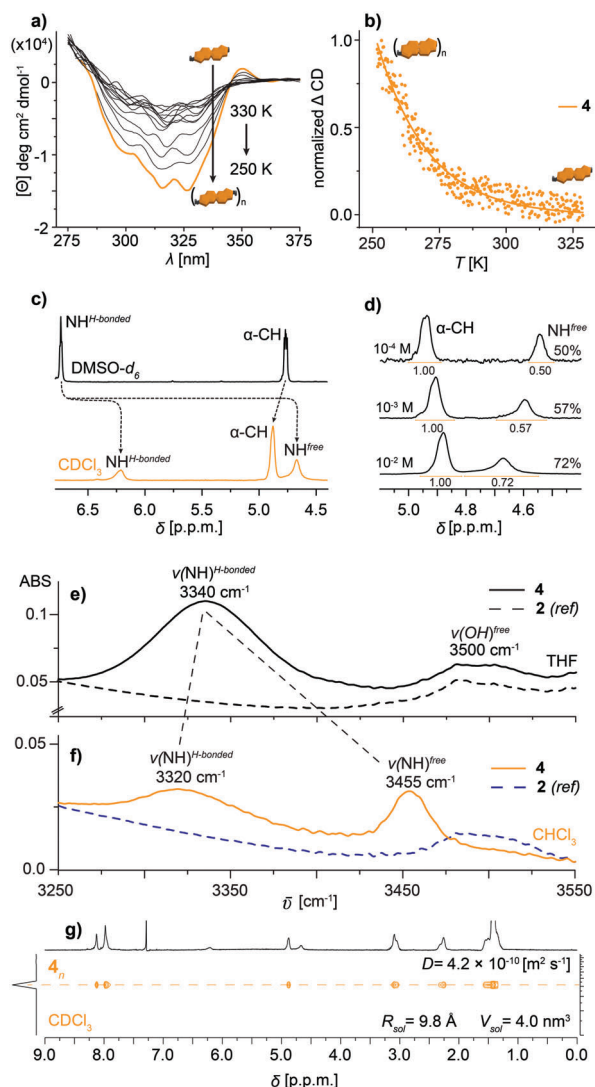 a)
(x10⁴)
[Θ] deg cm² dmol⁻¹
0
-1
-2
330 K
250 K
( )n
275 300 325 350 375
λ [nm]
b)
normalized Δ CD
1.0
0.5
0.0
( )n
4
250 275 300 325
T [K]
c)
NH^H-bonded
α-CH
DMSO-d₆
CDCl₃
NH^H-bonded
α-CH
NH^free
6.5 6.0 5.5 5.0 4.5
δ [p.p.m.]
d)
α-CH
NH^free
10⁻⁴ M
50%
1.00 0.50
10⁻³ M
57%
1.00 0.57
10⁻² M
72%
1.00 0.72
5.0 4.8 4.6
δ [p.p.m.]
ABS
e)
0.1
0.05
ν(NH)^H-bonded
3340 cm⁻¹
ν(OH)^free
3500 cm⁻¹
4
2 (ref)
THF
f)
0.05
0.0
ν(NH)^H-bonded
3320 cm⁻¹
ν(NH)^free
3455 cm⁻¹
4
2 (ref)
CHCl₃
3250 3350 3450 3550
ῡ [cm⁻¹]
g)
4n
D= 4.2 × 10⁻¹⁰ [m² s⁻¹]
CDCl₃
R_sol= 9.8 Å V_sol= 4.0 nm³
9.0 8.0 7.0 6.0 5.0 4.0 3.0 2.0 1.0 0.0
δ [p.p.m.]